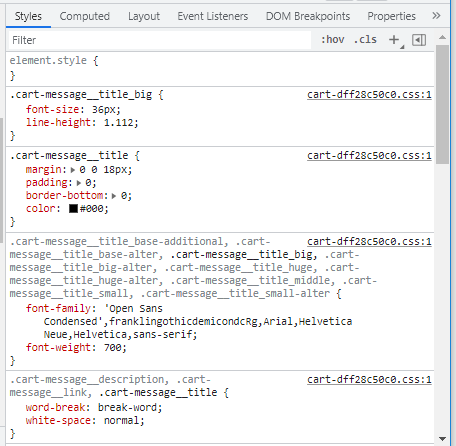 Styles Computed Layout Event Listeners DOM Breakpoints Properties »
Filter :hov .cls +
element.style {
}
.cart-message__title_big { cart-dff28c50c0.css:1
font-size: 36px;
line-height: 1.112;
}
.cart-message__title { cart-dff28c50c0.css:1
margin: 0 0 18px;
padding: 0;
border-bottom: 0;
color: #000;
}
.cart-message__title_base-additional, .cart- cart-dff28c50c0.css:1
message__title_base-alter, .cart-message__title_big, .cart-
message__title_big-alter, .cart-message__title_huge, .cart-
message__title_huge-alter, .cart-message__title_middle, .cart-
message__title_small, .cart-message__title_small-alter {
font-family: 'Open Sans
Condensed',franklingothicdemicondcRg,Arial,Helvetica
Neue,Helvetica,sans-serif;
font-weight: 700;
}
.cart-message__description, .cart- cart-dff28c50c0.css:1
message__link, .cart-message__title {
word-break: break-word;
white-space: normal;
}